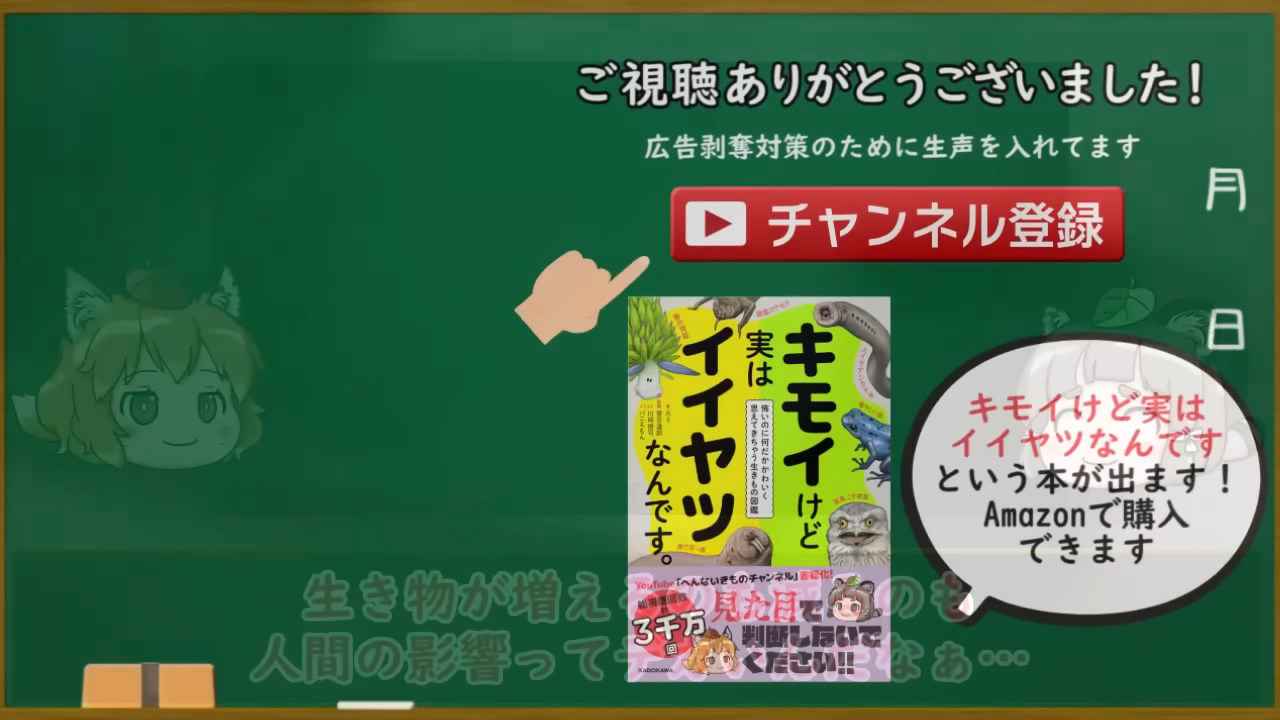 ご視聴ありがとうございました!
広告剥奪対策のために生声を入れてます
チャンネル登録
月
日
キモイけど
実は
イイヤツ
なんです。
怖いのに何だかかわいく
思えてきちゃう生きもの図鑑
YouTube「へんないきものチャンネル」書籍化!
3千万
回
見た目で
判断しないで
ください!!
KADOKAWA
キモイけど実は
イイヤツなんです
という本が出ます!
Amazonで購入
できます
生き物が増え
のも
人間の影響って
なぁ…